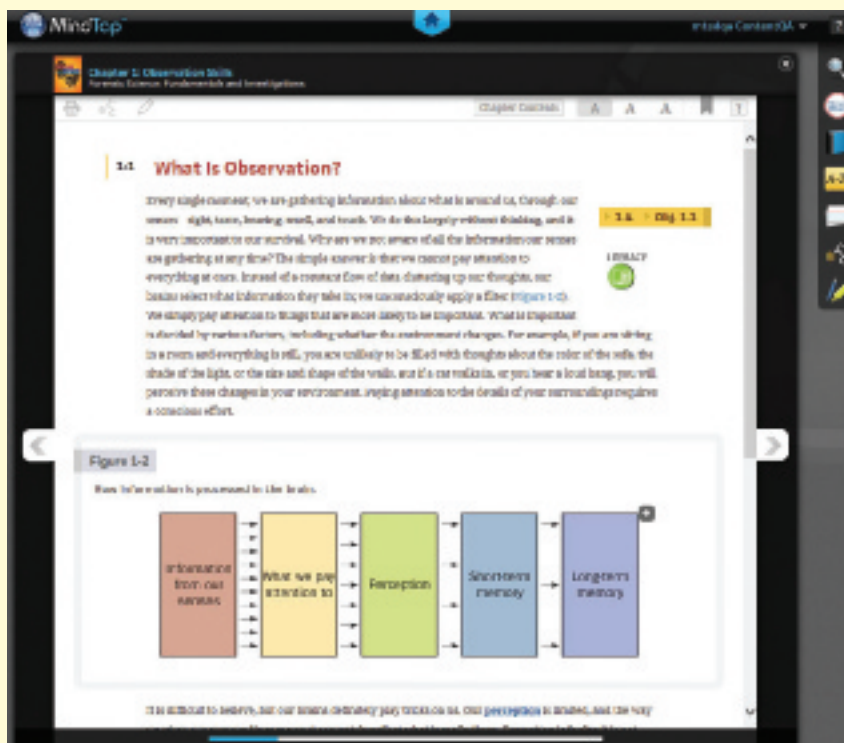 MindTap
mtadqa ContentQA
?
Chapter 1: Observation Skills
Forensic Science: Fundamentals and Investigations
Chapter Contents A A A ?
1-1 What Is Observation?
Every single moment, we are gathering information about what is around us, through our
senses sight, taste, hearing, smell, and touch. We do this largely without thinking, and it
1.4 Obj. 1.1
is very important to our survival. Why are we not aware of all the information our senses
are gathering at any time? The simple answer is that we cannot pay attention to
LITERACY
everything at once. Instead of a constant flow of data cluttering up our thoughts, our
brains select what information they take in; we unconsciously apply a filter (Figure 1-2).
We simply pay attention to things that are more likely to be important. What is important
is decided by various factors, including whether the environment changes. For example, if you are sitting
in a room and everything is still, you are unlikely to be filled with thoughts about the color of the sofa, the
shade of the light, or the size and shape of the walls. But if a cat walks in, or you hear a loud bang, you will
perceive these changes in your environment. Paying attention to the details of your surroundings requires
a conscious effort.
Figure 1-2
How information is processed in the brain.
Information
from our
senses
What we pay
attention to
Perception
Short-term
memory
Long-term
memory
It is difficult to believe, but our brains definitely play tricks on us. Our perception is limited, and the way